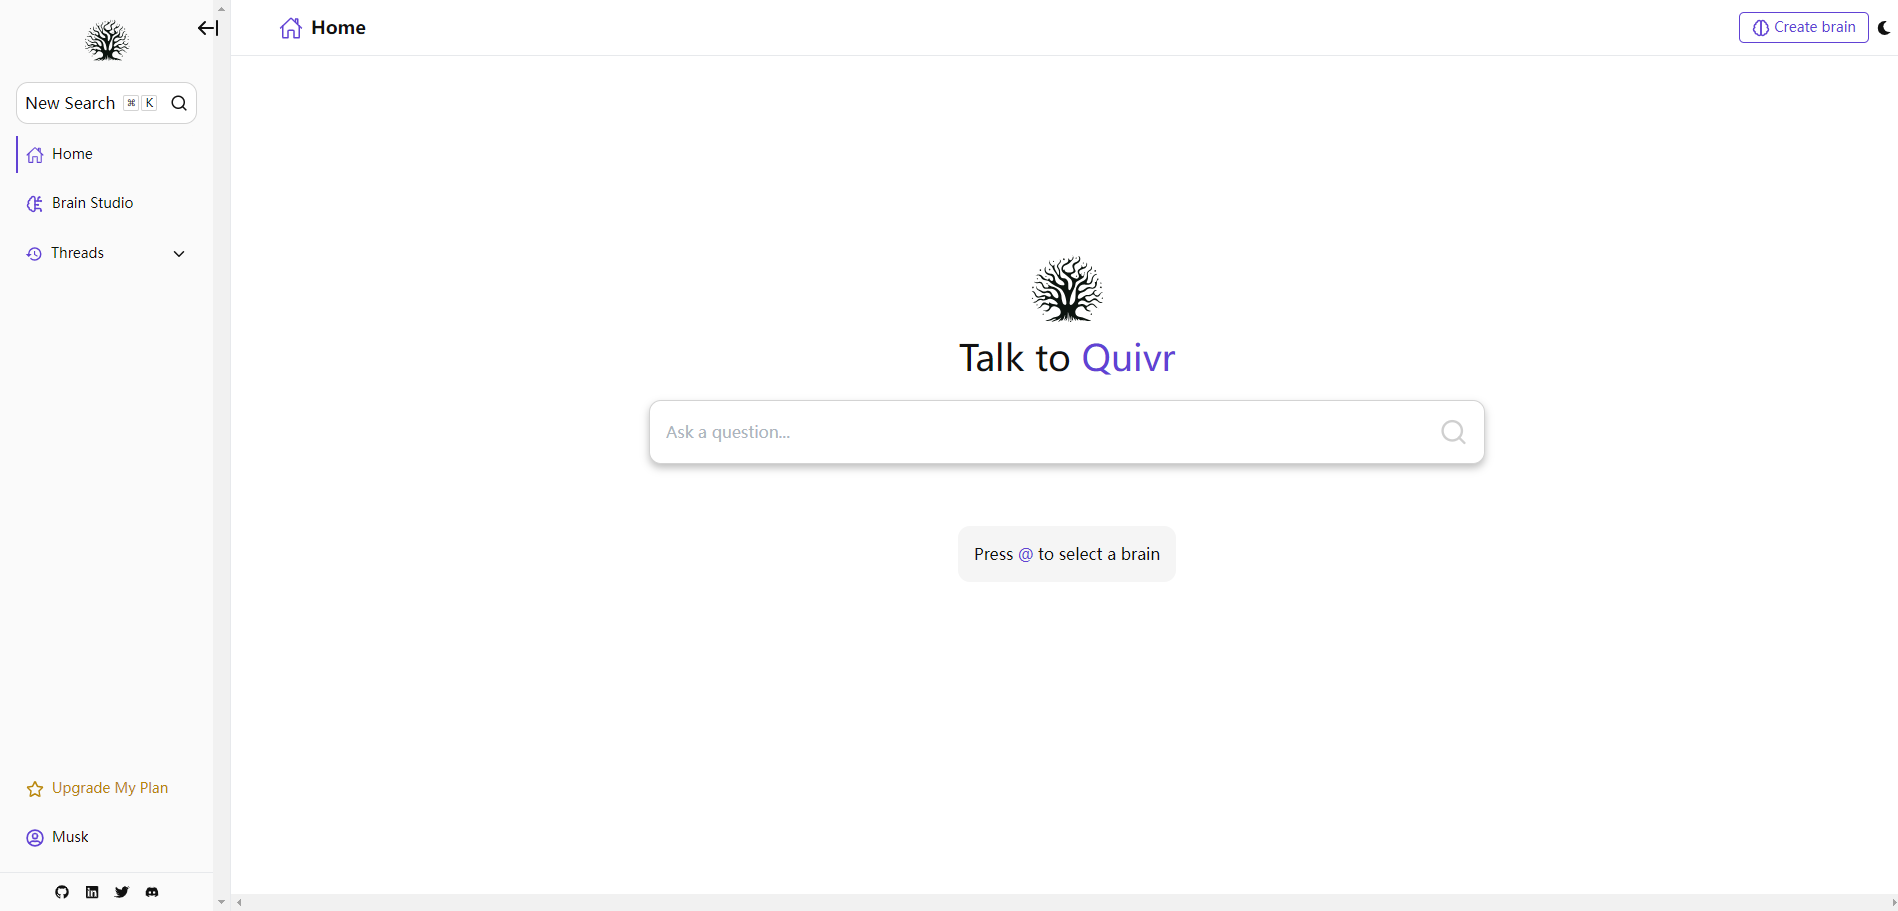 New Search ⌘ K
Home
Brain Studio
Threads
Upgrade My Plan
Musk
Home
Create brain
Talk to Quivr
Ask a question...
Press @ to select a brain